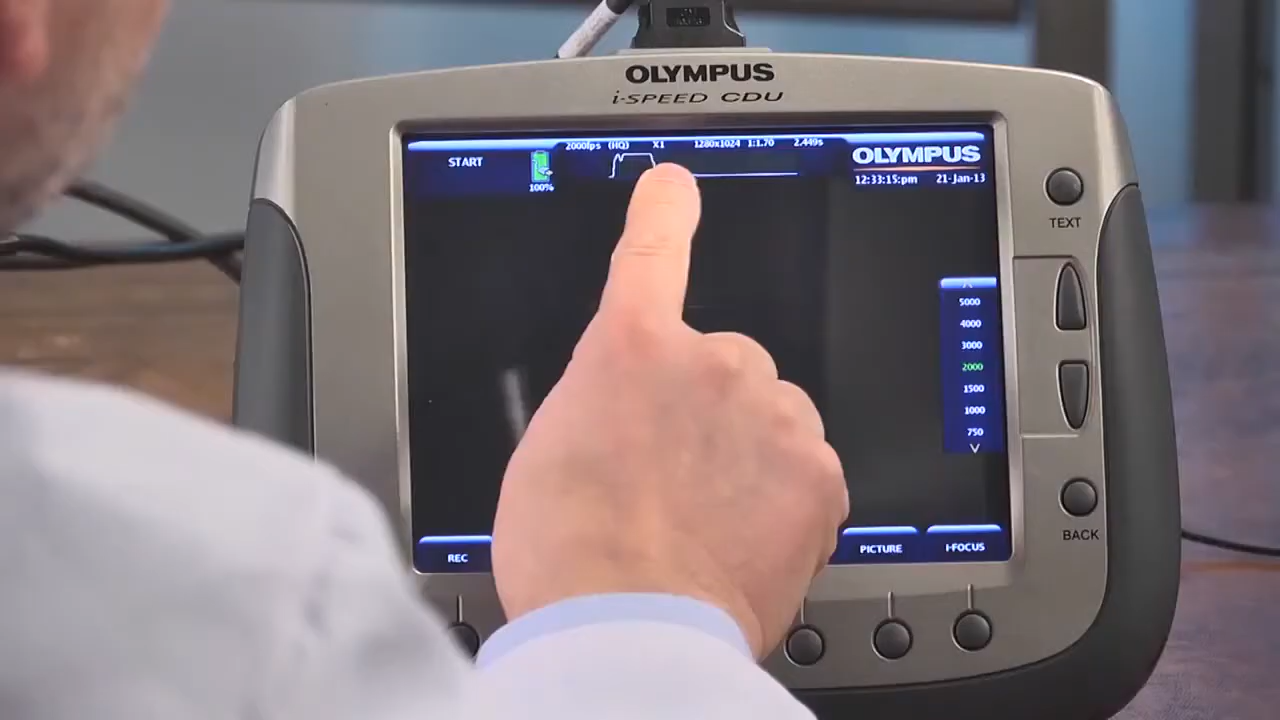 OLYMPUS
i-SPEED CDU
2000fps (HQ) X1 1280x1024 1:1.70 2.449s
START
100%
OLYMPUS
12:33:15:pm 21-Jan-13
TEXT
5000
4000
3000
2000
1500
1000
750
BACK
REC
PICTURE
I-FOCUS